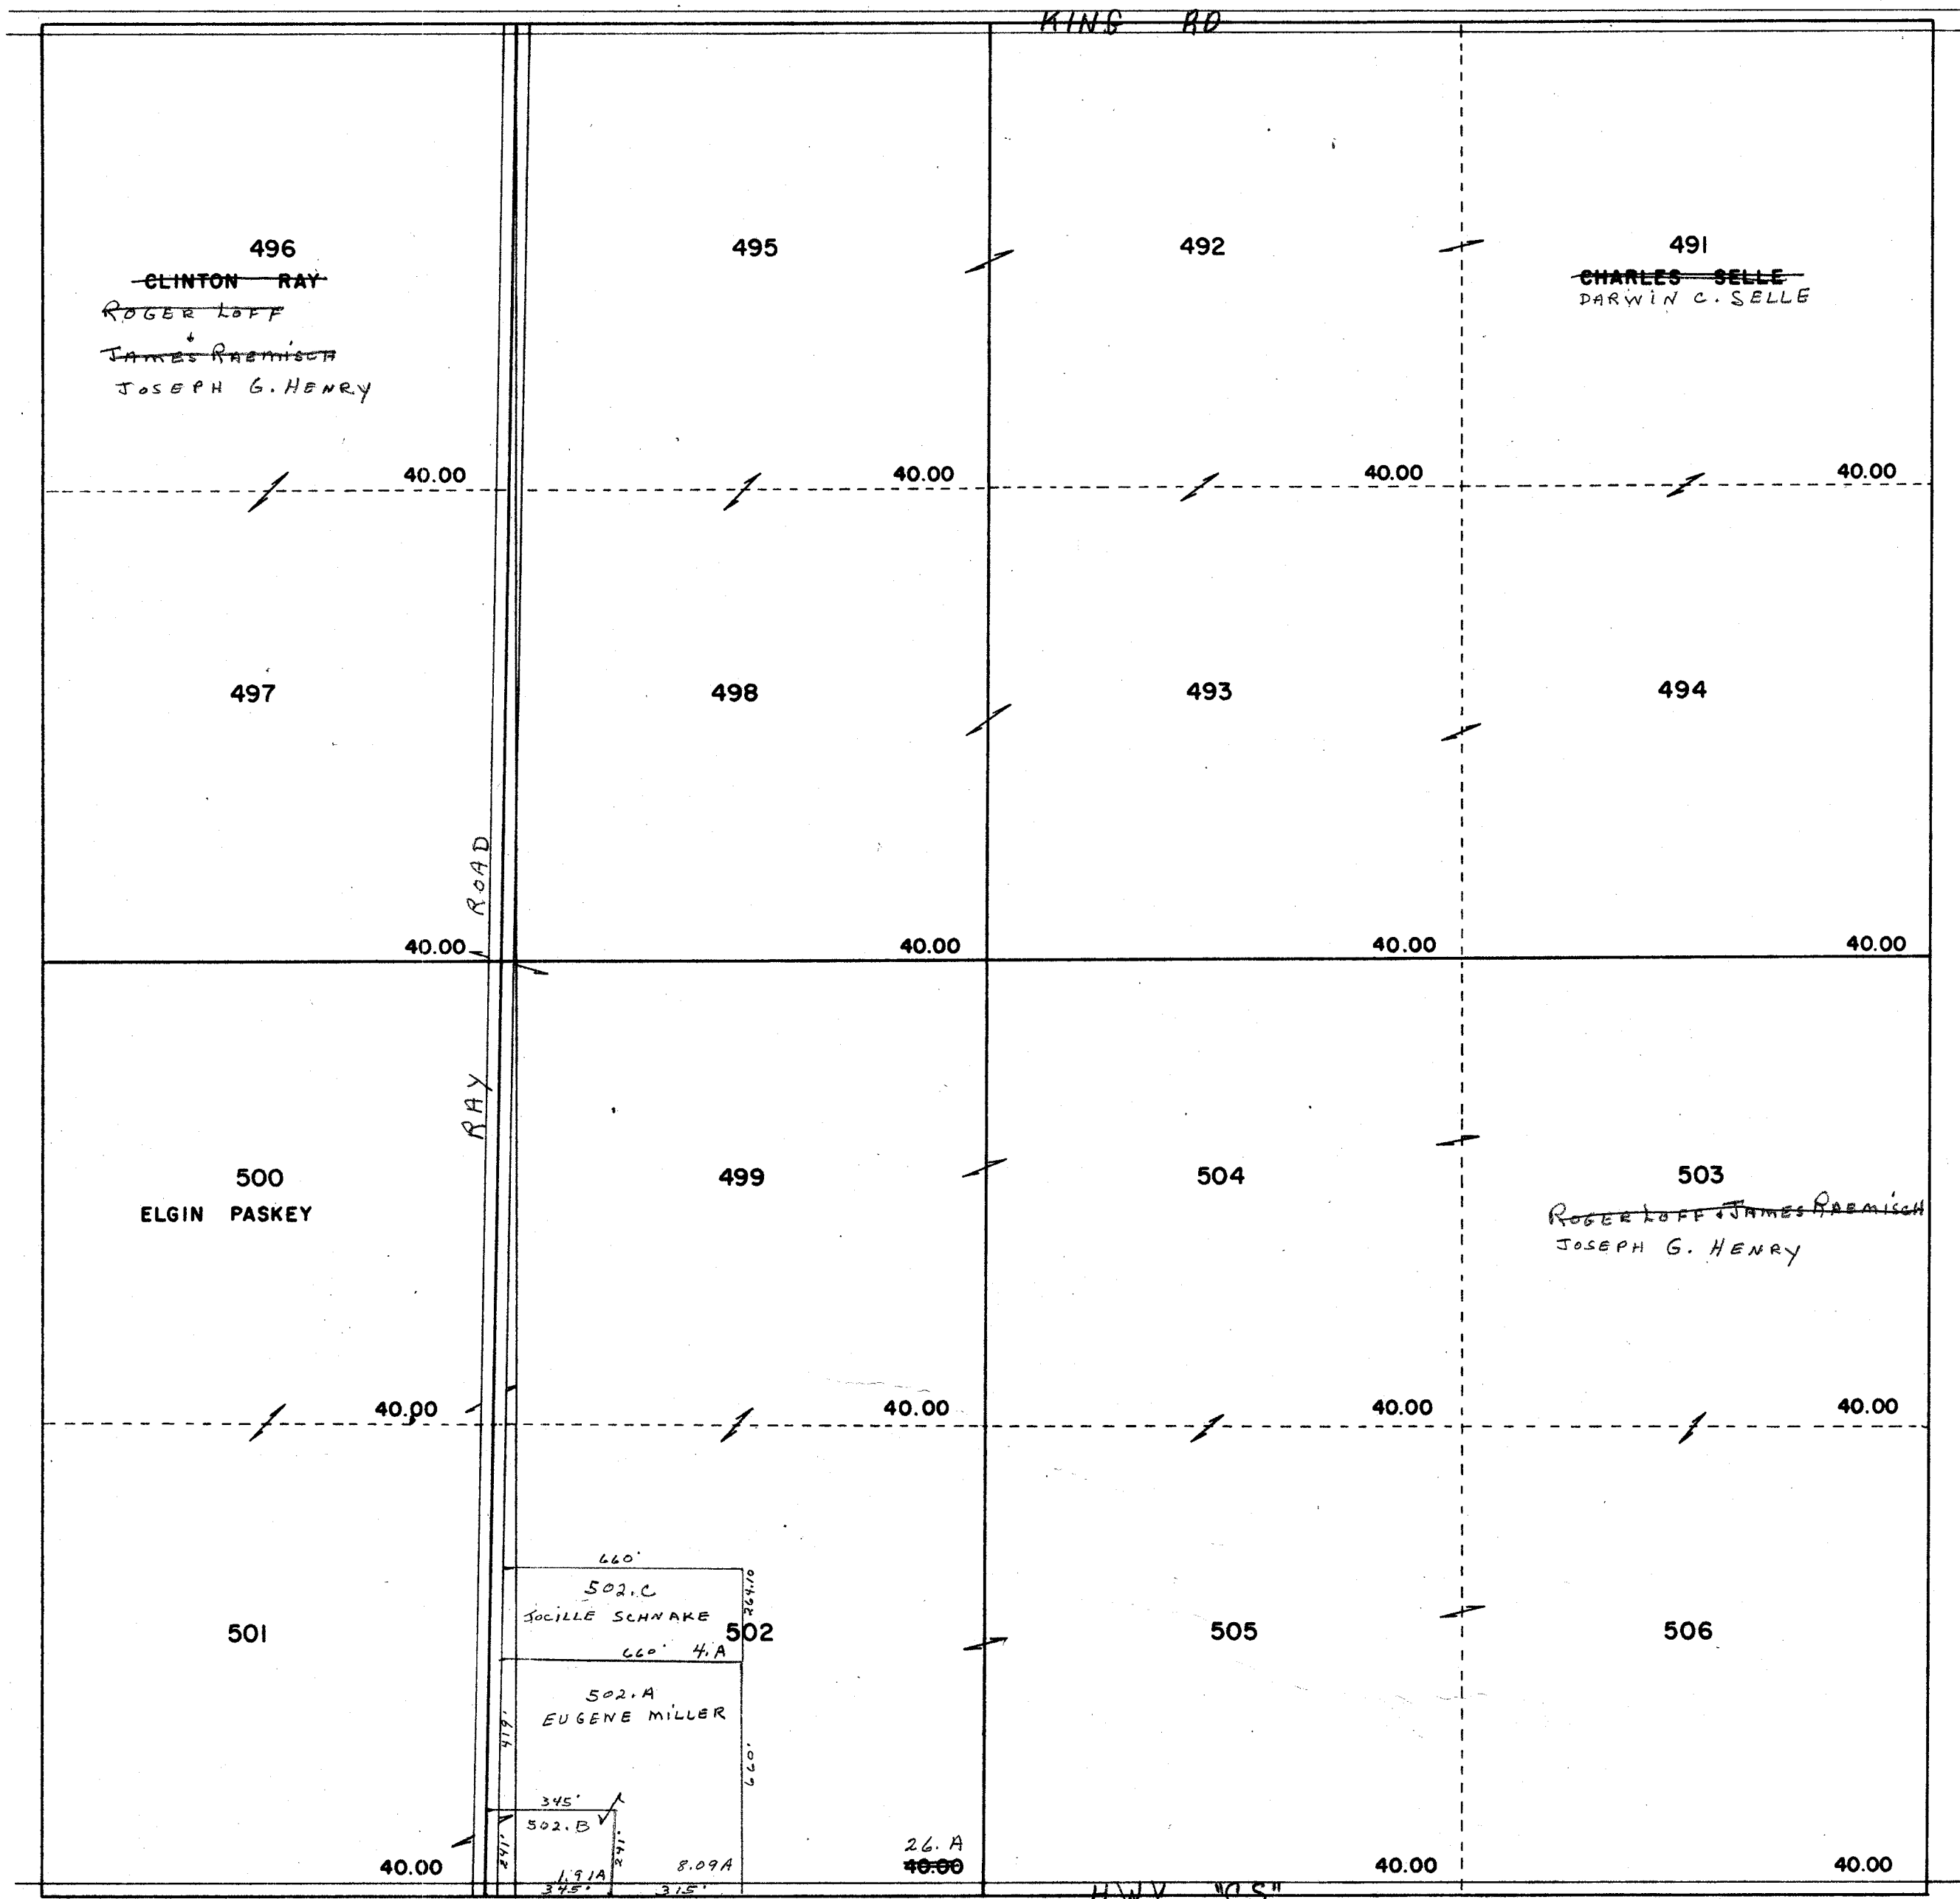 KING RD
496
CLINTON RAY
ROGER LOFF
&
JAMES RAEMISCH
JOSEPH G. HENRY
40.00
495
40.00
492
40.00
491
CHARLES SELLE
DARWIN C. SELLE
40.00
497
40.00
498
40.00
493
40.00
494
40.00
RAY ROAD
500
ELGIN PASKEY
40.00
499
40.00
504
40.00
503
ROGER LOFF & JAMES RAEMISCH
JOSEPH G. HENRY
40.00
501
40.00
660'
502.C
JOCILLE SCHNAKE
264.10
502
660' 4.A
502.A
EUGENE MILLER
419'
660'
345'
502.B
241'
241'
1.91A
8.09A
345'
315'
26.A
40.00
505
40.00
506
40.00
HWY "CS"